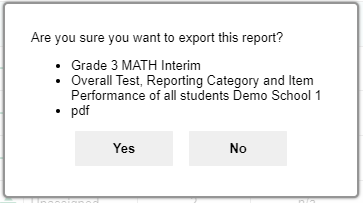 Are you sure you want to export this report?
• Grade 3 MATH Interim
• Overall Test, Reporting Category and Item
Performance of all students Demo School 1
• pdf
Yes No